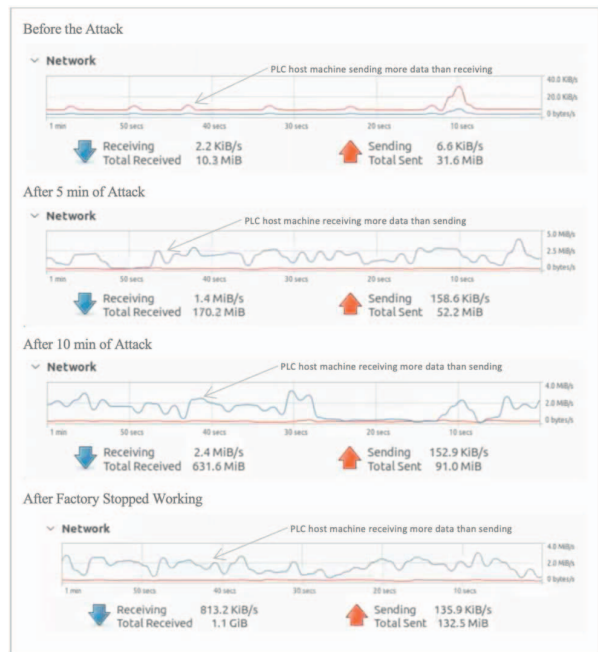 Before the Attack
Network
PLC host machine sending more data than receiving
40.0 KiB/s
20.0 KiB/s
0 bytes/s
1 min 50 secs 40 secs 30 secs 20 secs 10 secs
Receiving 2.2 KiB/s Sending 6.6 KiB/s
Total Received 10.3 MiB Total Sent 31.6 MiB
After 5 min of Attack
Network
PLC host machine receiving more data than sending
5.0 MiB/s
2.5 MiB/s
0 bytes/s
1 min 50 secs 40 secs 30 secs 20 secs 10 secs
Receiving 1.4 MiB/s Sending 158.6 KiB/s
Total Received 170.2 MiB Total Sent 52.2 MiB
After 10 min of Attack
Network
PLC host machine receiving more data than sending
4.0 MiB/s
2.0 MiB/s
0 bytes/s
1 min 50 secs 40 secs 30 secs 20 secs 10 secs
Receiving 2.4 MiB/s Sending 152.9 KiB/s
Total Received 631.6 MiB Total Sent 91.0 MiB
After Factory Stopped Working
Network
PLC host machine receiving more data than sending
4.0 MiB/s
2.0 MiB/s
0 bytes/s
1 min 50 secs 40 secs 30 secs 20 secs 10 secs
Receiving 813.2 KiB/s Sending 135.9 KiB/s
Total Received 1.1 GiB Total Sent 132.5 MiB